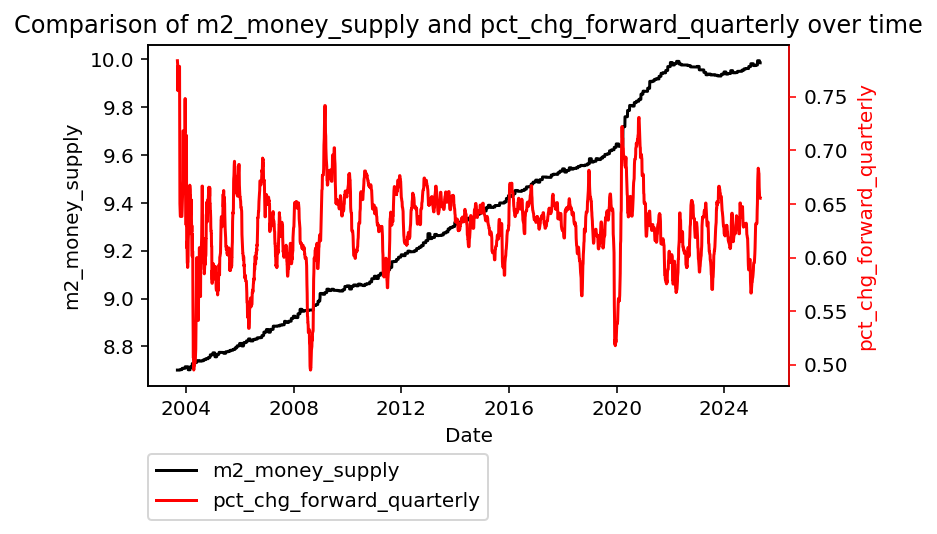 Comparison of m2_money_supply and pct_chg_forward_quarterly over time
m2_money_supply
10.0
9.8
9.6
9.4
9.2
9.0
8.8
0.75
0.70
0.65
0.60
0.55
0.50
pct_chg_forward_quarterly
2004 2008 2012 2016 2020 2024
Date
m2_money_supply
pct_chg_forward_quarterly